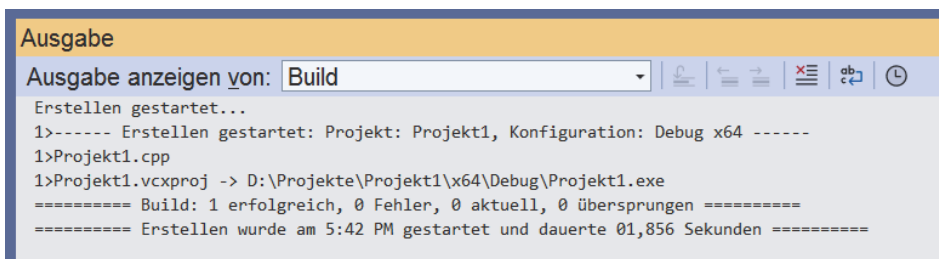 Ausgabe
Ausgabe anzeigen von: Build
Erstellen gestartet...
1>------ Erstellen gestartet: Projekt: Projekt1, Konfiguration: Debug x64 ------
1>Projekt1.cpp
1>Projekt1.vcxproj -> D:\Projekte\Projekt1\x64\Debug\Projekt1.exe
========== Build: 1 erfolgreich, 0 Fehler, 0 aktuell, 0 übersprungen ==========
========== Erstellen wurde am 5:42 PM gestartet und dauerte 01,856 Sekunden ==========